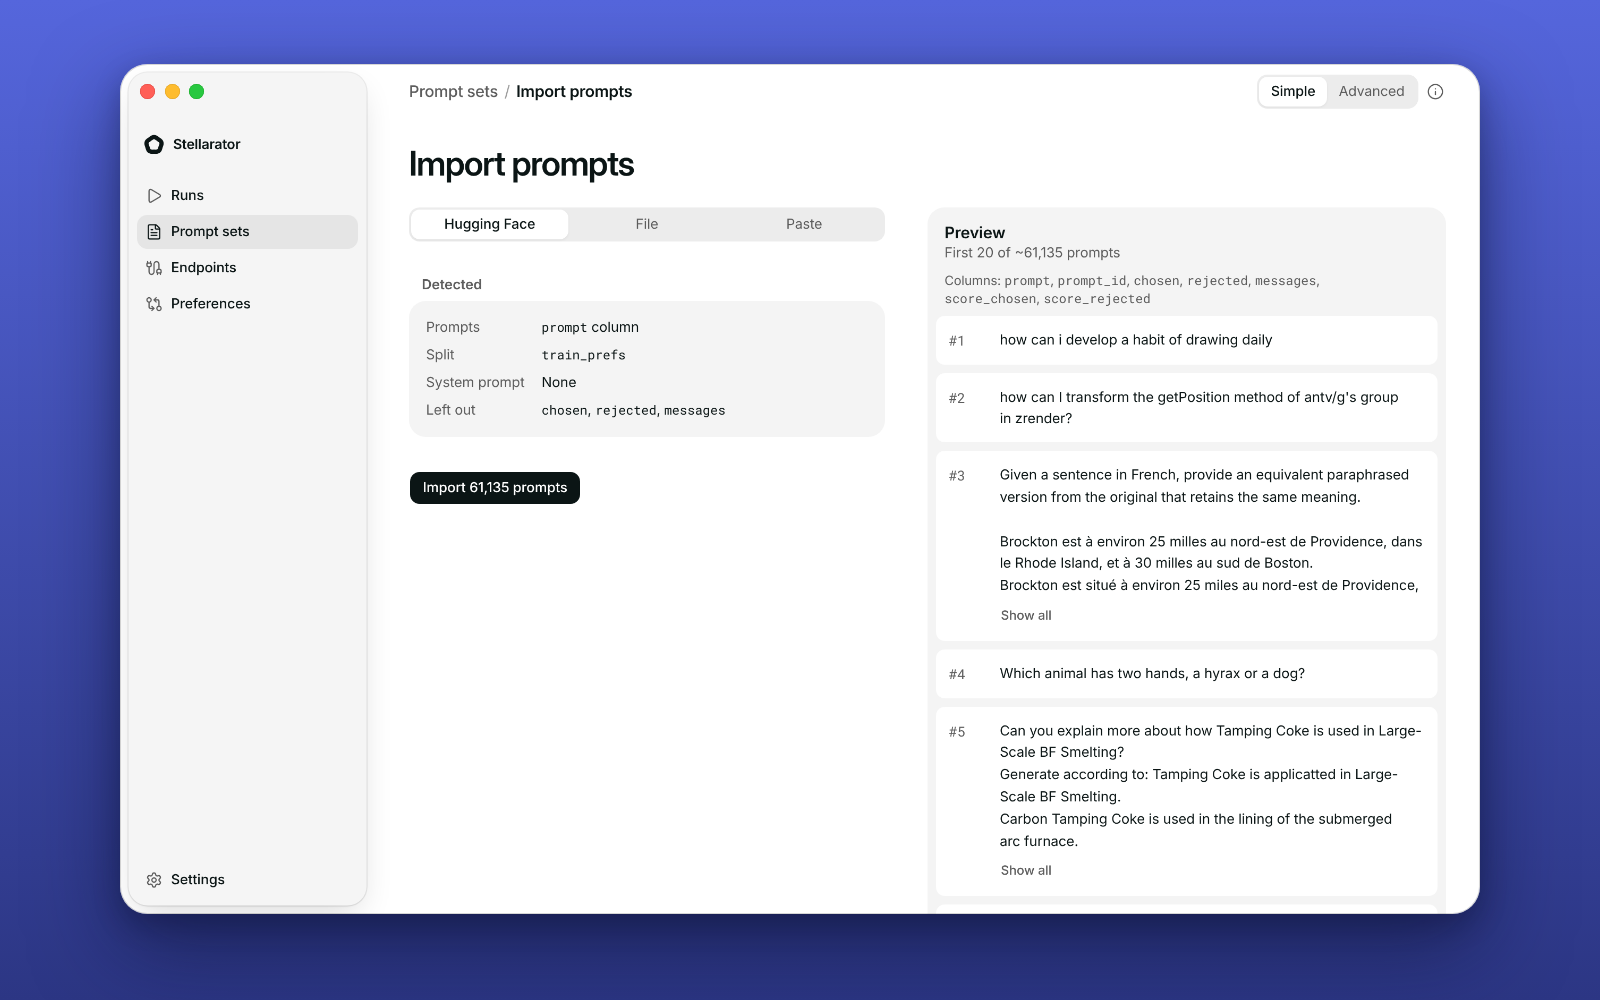 Stellarator
Runs
Prompt sets
Endpoints
Preferences
Settings
Prompt sets / Import prompts
Simple Advanced
Import prompts
Hugging Face File Paste
Detected
Prompts prompt column
Split train_prefs
System prompt None
Left out chosen, rejected, messages
Import 61,135 prompts
Preview
First 20 of ~61,135 prompts
Columns: prompt, prompt_id, chosen, rejected, messages,
score_chosen, score_rejected
#1 how can i develop a habit of drawing daily
#2 how can I transform the getPosition method of antv/g's group
in zrender?
#3 Given a sentence in French, provide an equivalent paraphrased
version from the original that retains the same meaning.
Brockton est à environ 25 milles au nord-est de Providence, dans
le Rhode Island, et à 30 milles au sud de Boston.
Brockton est situé à environ 25 miles au nord-est de Providence,
Show all
#4 Which animal has two hands, a hyrax or a dog?
#5 Can you explain more about how Tamping Coke is used in Large-
Scale BF Smelting?
Generate according to: Tamping Coke is applicatted in Large-
Scale BF Smelting.
Carbon Tamping Coke is used in the lining of the submerged
arc furnace.
Show all